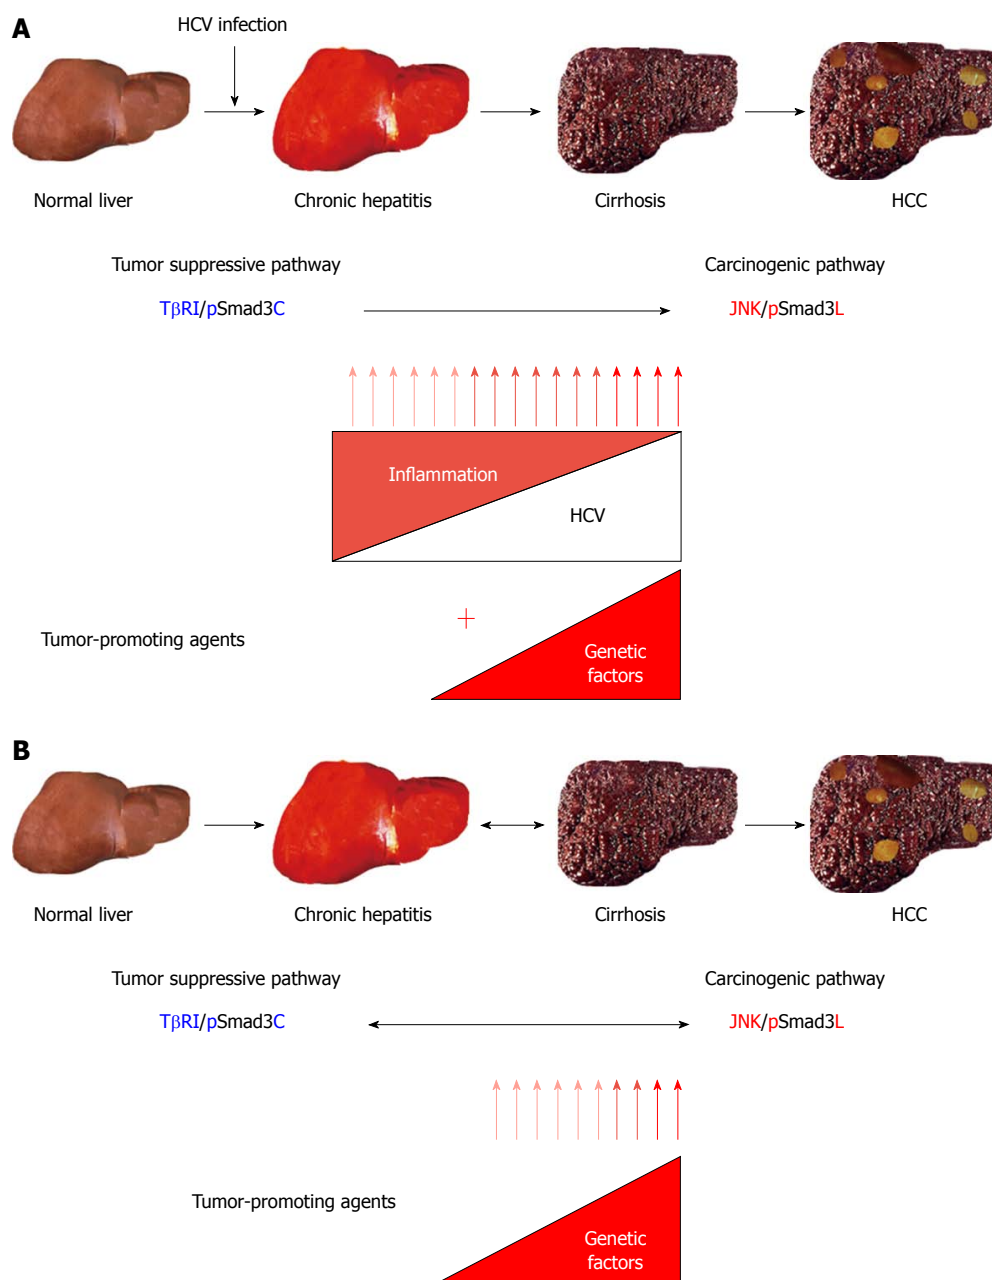 A
HCV infection
Normal liver
Chronic hepatitis
Cirrhosis
HCC
Tumor suppressive pathway
Carcinogenic pathway
TβRI/pSmad3C
JNK/pSmad3L
Inflammation
HCV
+
Tumor-promoting agents
Genetic
factors
B
Normal liver
Chronic hepatitis
Cirrhosis
HCC
Tumor suppressive pathway
Carcinogenic pathway
TβRI/pSmad3C
JNK/pSmad3L
Tumor-promoting agents
Genetic
factors